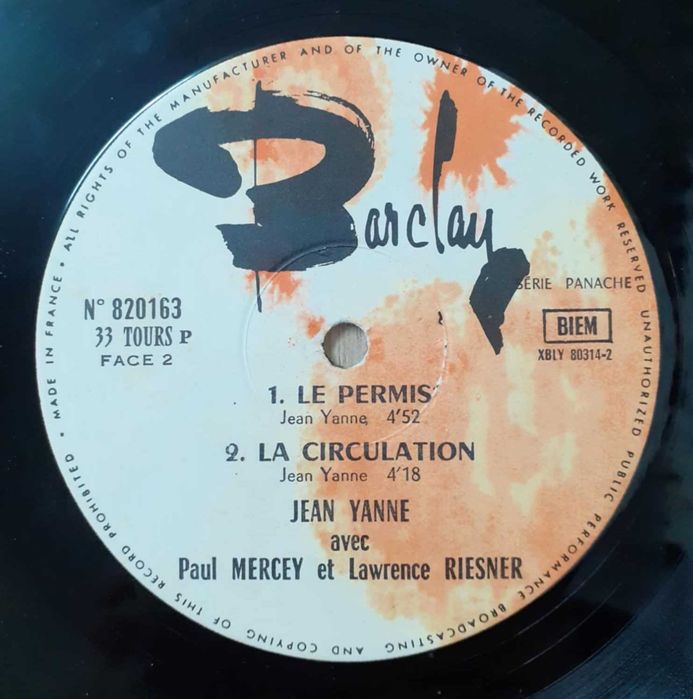 Barclay
SÉRIE PANACHE
N° 820163
33 TOURS P
FACE 2
BIEM
XBLY 80314-2
1. LE PERMIS
Jean Yanne 4'52
2. LA CIRCULATION
Jean Yanne 4'18
JEAN YANNE
avec
Paul MERCEY et Lawrence RIESNER
MADE IN FRANCE • ALL RIGHTS OF THE MANUFACTURER AND OF THE OWNER OF THE RECORDED WORK RESERVED UNAUTHORIZED PUBLIC PERFORMANCE BROADCASTING AND COPYING OF THIS RECORD PROHIBITED •